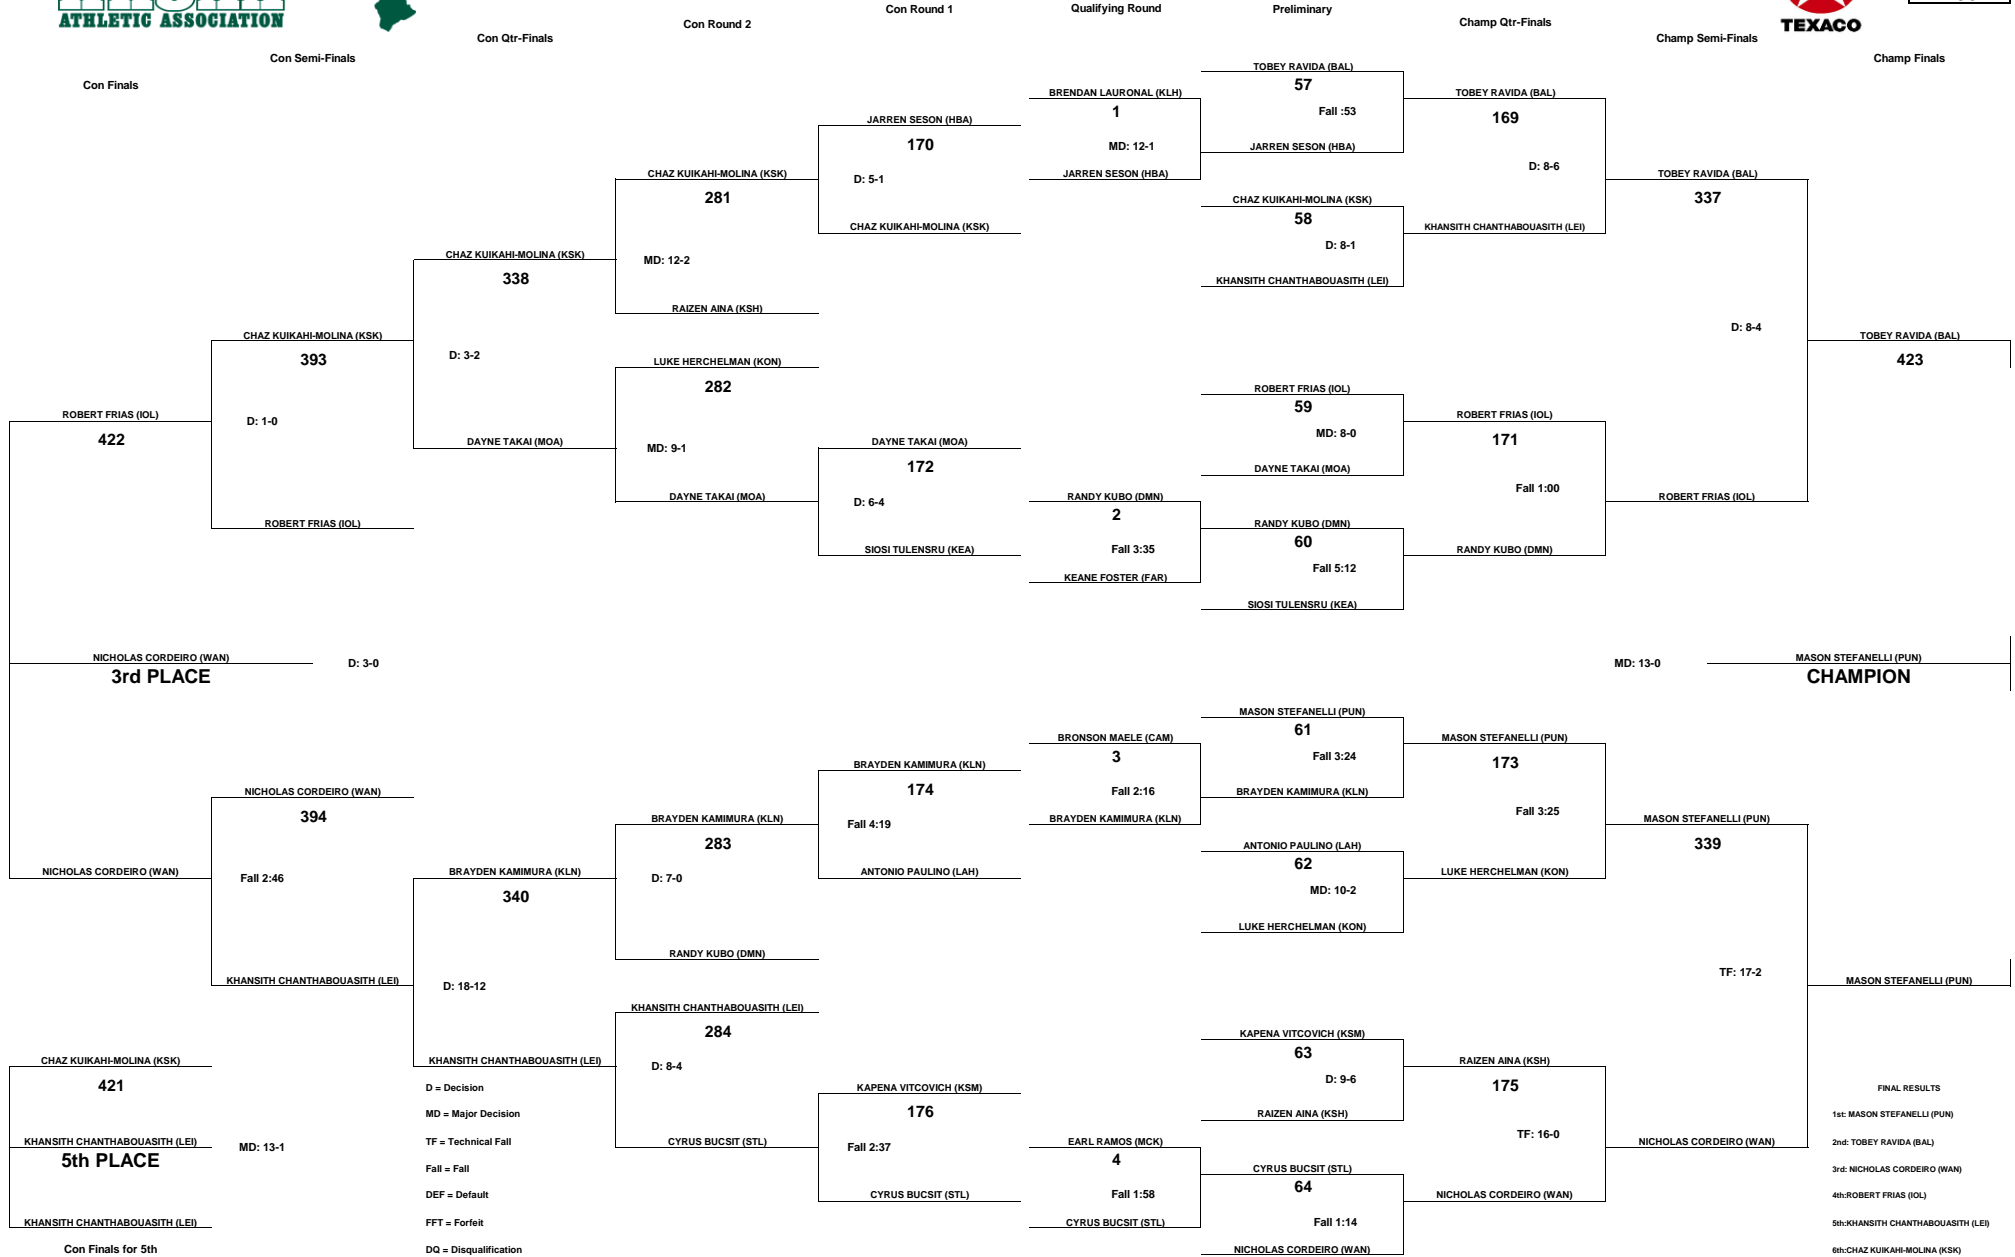 ATHLETIC ASSOCIATION
TEXACO
Con Finals
Con Semi-Finals
Con Qtr-Finals
Con Round 2
Con Round 1
Qualifying Round
Preliminary
Champ Qtr-Finals
Champ Semi-Finals
Champ Finals
TOBEY RAVIDA (BAL)
57
Fall :53
JARREN SESON (HBA)
BRENDAN LAURONAL (KLH)
1
MD: 12-1
JARREN SESON (HBA)
TOBEY RAVIDA (BAL)
169
D: 8-6
KHANSITH CHANTHABOUASITH (LEI)
JARREN SESON (HBA)
170
D: 5-1
CHAZ KUIKAHI-MOLINA (KSK)
CHAZ KUIKAHI-MOLINA (KSK)
58
D: 8-1
KHANSITH CHANTHABOUASITH (LEI)
CHAZ KUIKAHI-MOLINA (KSK)
281
MD: 12-2
RAIZEN AINA (KSH)
TOBEY RAVIDA (BAL)
337
D: 8-4
ROBERT FRIAS (IOL)
CHAZ KUIKAHI-MOLINA (KSK)
338
D: 3-2
DAYNE TAKAI (MOA)
CHAZ KUIKAHI-MOLINA (KSK)
393
D: 1-0
ROBERT FRIAS (IOL)
LUKE HERCHELMAN (KON)
282
MD: 9-1
DAYNE TAKAI (MOA)
ROBERT FRIAS (IOL)
59
MD: 8-0
DAYNE TAKAI (MOA)
ROBERT FRIAS (IOL)
171
Fall 1:00
RANDY KUBO (DMN)
DAYNE TAKAI (MOA)
172
D: 6-4
SIOSI TULENSRU (KEA)
RANDY KUBO (DMN)
2
Fall 3:35
KEANE FOSTER (FAR)
RANDY KUBO (DMN)
60
Fall 5:12
SIOSI TULENSRU (KEA)
TOBEY RAVIDA (BAL)
423
ROBERT FRIAS (IOL)
422
NICHOLAS CORDEIRO (WAN)
3rd PLACE
D: 3-0
MD: 13-0
MASON STEFANELLI (PUN)
CHAMPION
MASON STEFANELLI (PUN)
61
Fall 3:24
BRAYDEN KAMIMURA (KLN)
BRONSON MAELE (CAM)
3
Fall 2:16
BRAYDEN KAMIMURA (KLN)
MASON STEFANELLI (PUN)
173
Fall 3:25
LUKE HERCHELMAN (KON)
BRAYDEN KAMIMURA (KLN)
174
Fall 4:19
ANTONIO PAULINO (LAH)
NICHOLAS CORDEIRO (WAN)
394
Fall 2:46
KHANSITH CHANTHABOUASITH (LEI)
NICHOLAS CORDEIRO (WAN)
BRAYDEN KAMIMURA (KLN)
283
D: 7-0
RANDY KUBO (DMN)
ANTONIO PAULINO (LAH)
62
MD: 10-2
LUKE HERCHELMAN (KON)
MASON STEFANELLI (PUN)
339
TF: 17-2
NICHOLAS CORDEIRO (WAN)
BRAYDEN KAMIMURA (KLN)
340
D: 18-12
KHANSITH CHANTHABOUASITH (LEI)
MASON STEFANELLI (PUN)
KHANSITH CHANTHABOUASITH (LEI)
284
D: 8-4
CYRUS BUCSIT (STL)
KAPENA VITCOVICH (KSM)
63
D: 9-6
RAIZEN AINA (KSH)
RAIZEN AINA (KSH)
175
TF: 16-0
NICHOLAS CORDEIRO (WAN)
KAPENA VITCOVICH (KSM)
176
Fall 2:37
CYRUS BUCSIT (STL)
EARL RAMOS (MCK)
4
Fall 1:58
CYRUS BUCSIT (STL)
CYRUS BUCSIT (STL)
64
Fall 1:14
NICHOLAS CORDEIRO (WAN)
CHAZ KUIKAHI-MOLINA (KSK)
421
KHANSITH CHANTHABOUASITH (LEI)
5th PLACE
MD: 13-1
KHANSITH CHANTHABOUASITH (LEI)
Con Finals for 5th
D = Decision
MD = Major Decision
TF = Technical Fall
Fall = Fall
DEF = Default
FFT = Forfeit
DQ = Disqualification
FINAL RESULTS
1st: MASON STEFANELLI (PUN)
2nd: TOBEY RAVIDA (BAL)
3rd: NICHOLAS CORDEIRO (WAN)
4th:ROBERT FRIAS (IOL)
5th:KHANSITH CHANTHABOUASITH (LEI)
6th:CHAZ KUIKAHI-MOLINA (KSK)